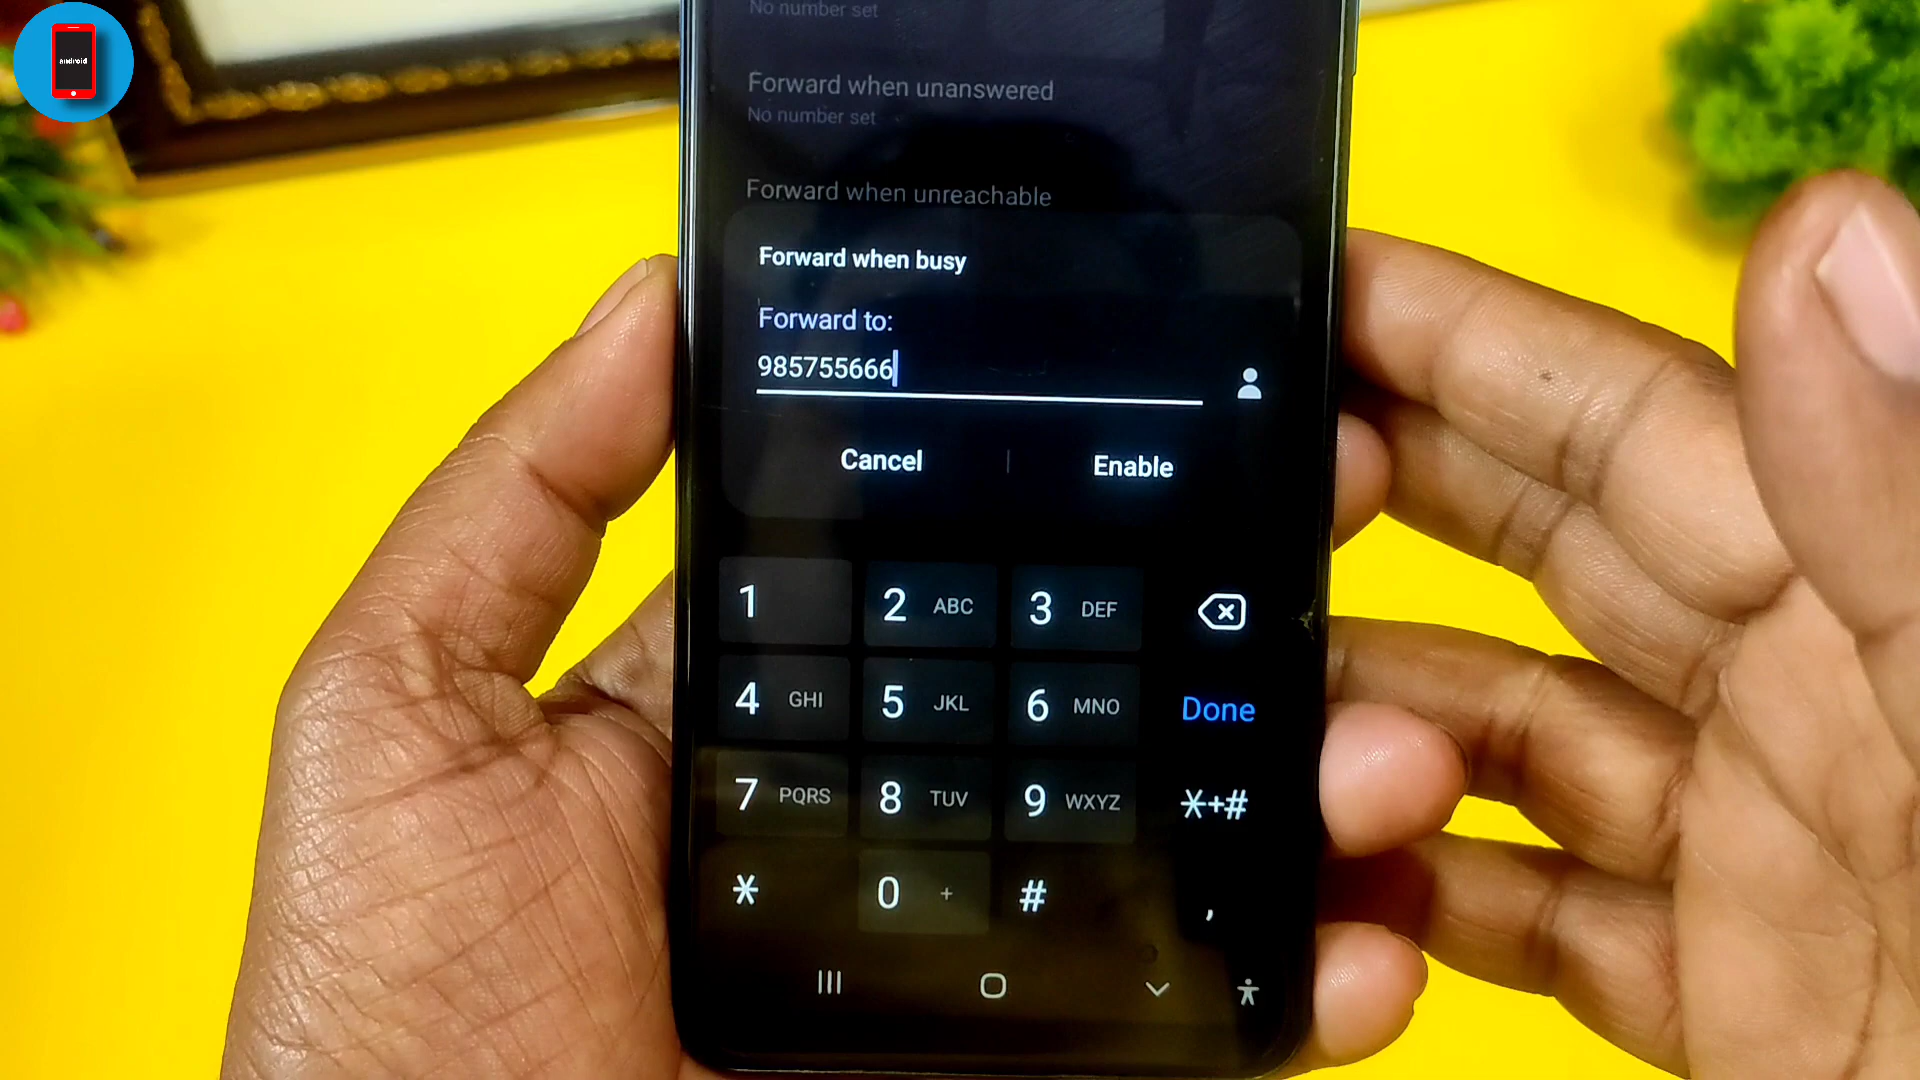 android
No number set
Forward when unanswered
No number set
Forward when unreachable
Forward when busy
Forward to:
985755666
Cancel | Enable
1 2 ABC 3 DEF
4 GHI 5 JKL 6 MNO Done
7 PQRS 8 TUV 9 WXYZ *+#
* 0 + # ,